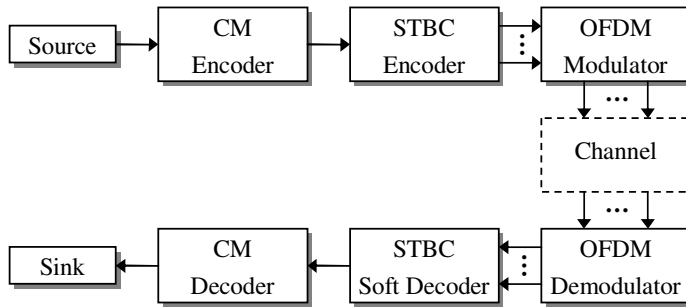 Source
CM
Encoder
STBC
Encoder
...
OFDM
Modulator
...
Channel
...
Sink
CM
Decoder
STBC
Soft Decoder
...
OFDM
Demodulator